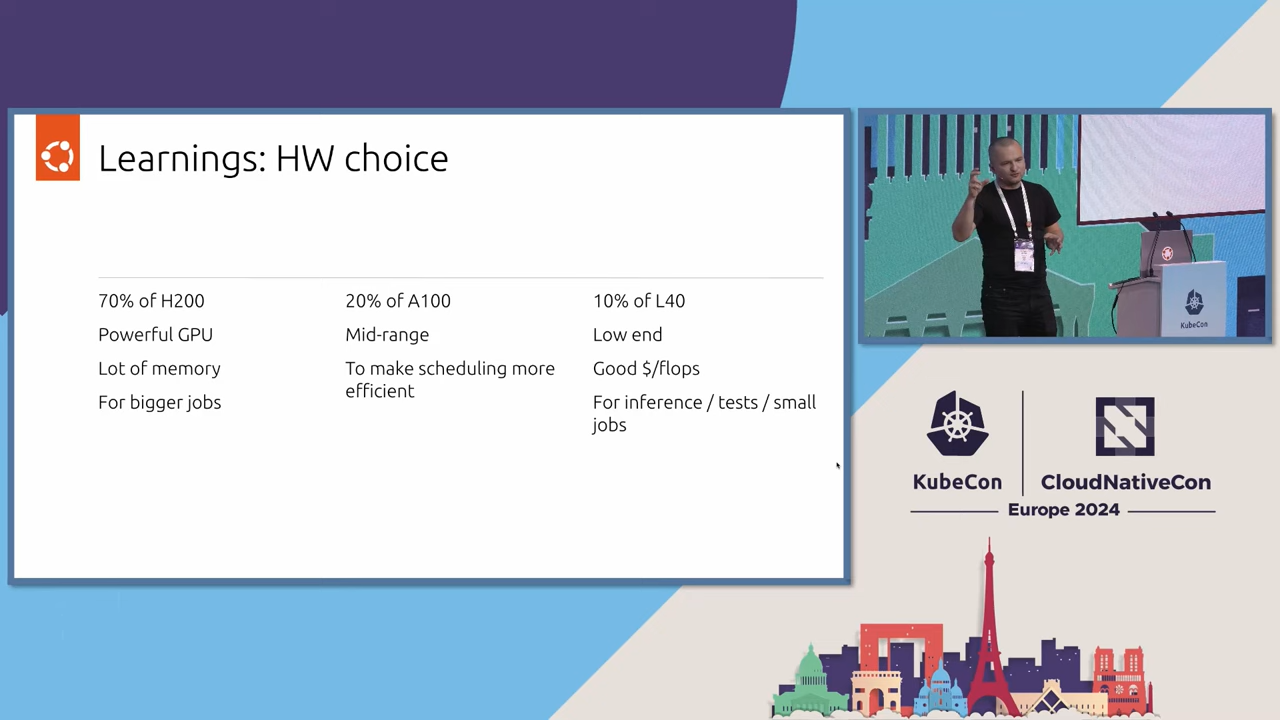 Learnings: HW choice
70% of H200
Powerful GPU
Lot of memory
For bigger jobs
20% of A100
Mid-range
To make scheduling more
efficient
10% of L40
Low end
Good $/flops
For inference / tests / small
jobs
KubeCon
KubeCon
CloudNativeCon
Europe 2024